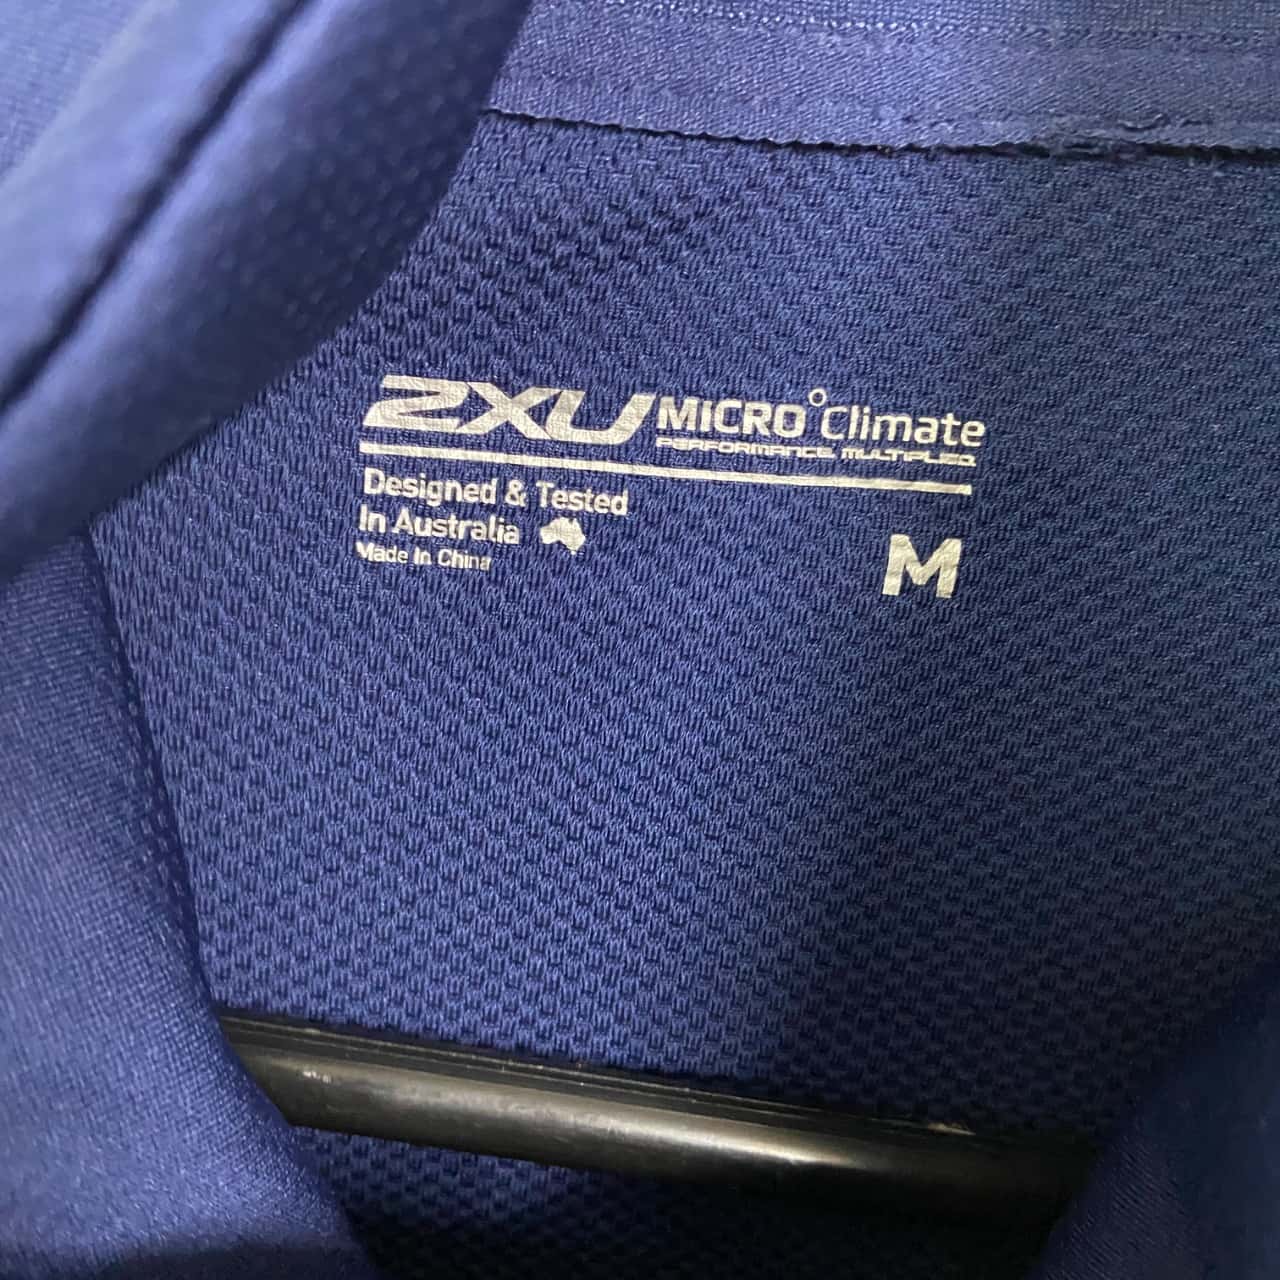 2XU MICRO°Climate
PERFORMANCE MULTIPLIED
Designed & Tested
In Australia
Made In China
M